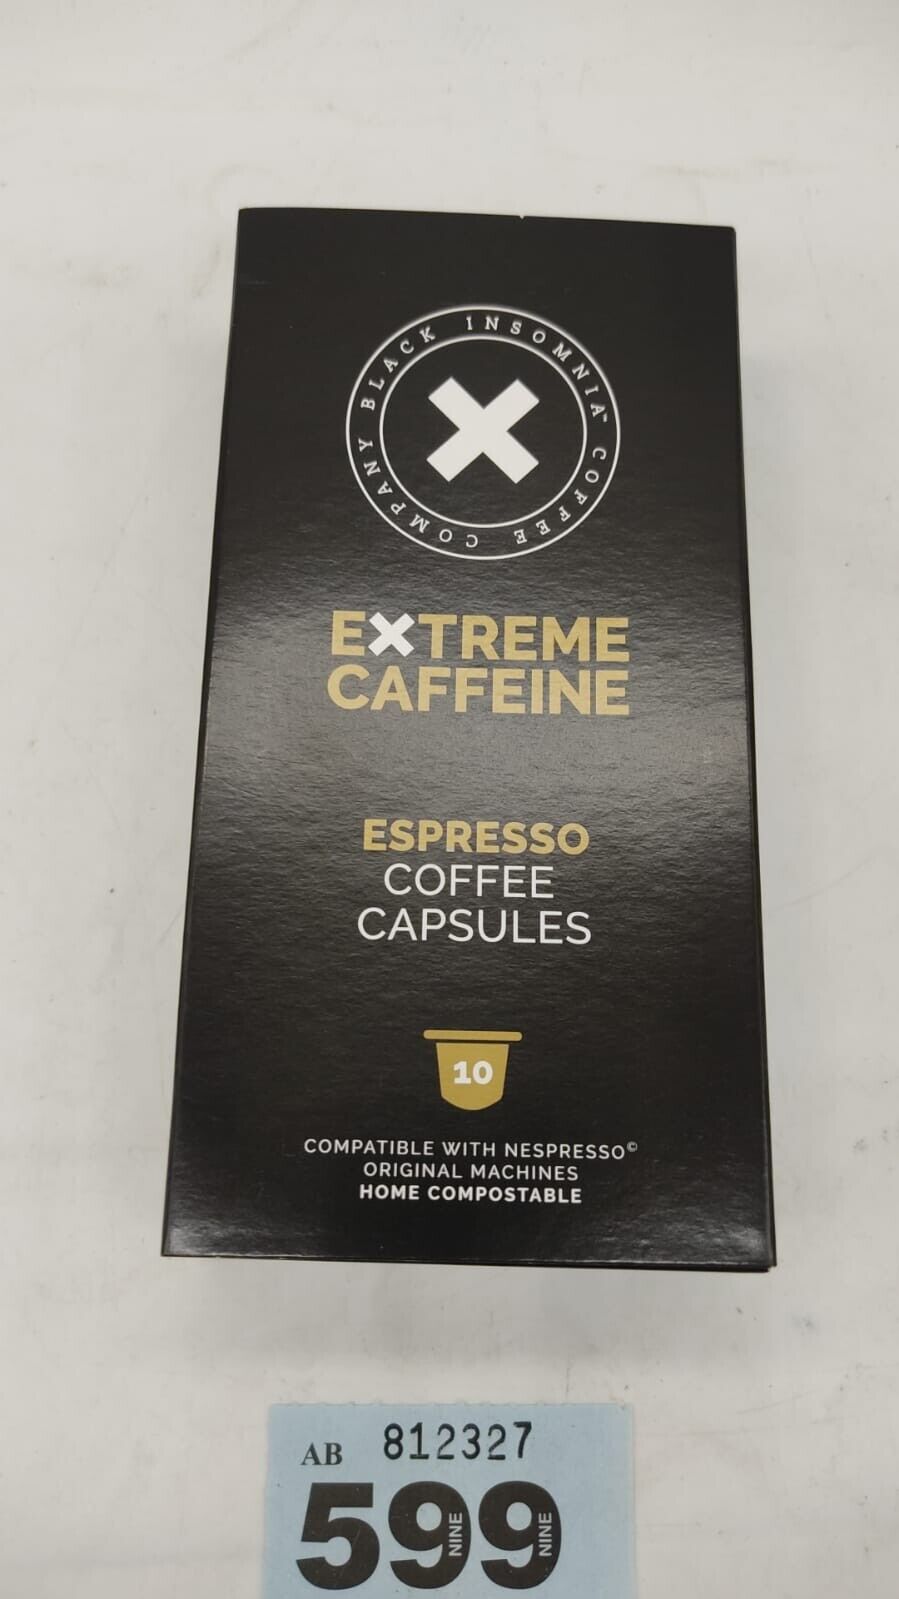 BLACK INSOMNIA™ COFFEE COMPANY
EXTREME
CAFFEINE
ESPRESSO
COFFEE
CAPSULES
10
COMPATIBLE WITH NESPRESSO©
ORIGINAL MACHINES
HOME COMPOSTABLE
AB 812327
599
NINE NINE